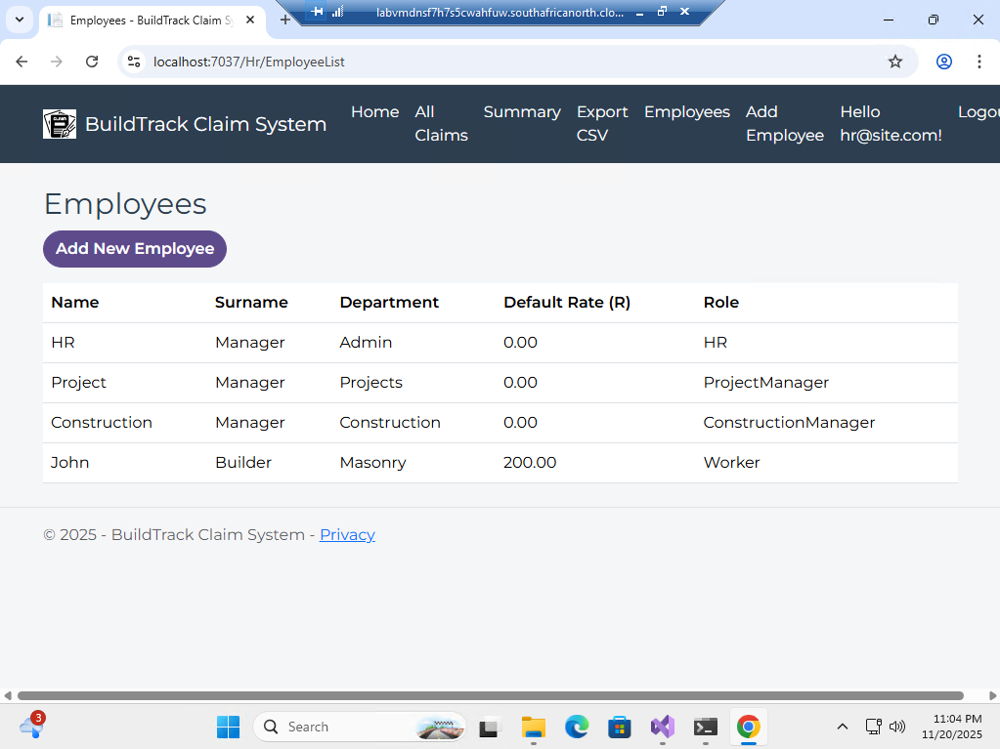 Employees - BuildTrack Claim S
labvmdnsf7h7s5cwahfuw.southafricanorth.clo...
localhost:7037/Hr/EmployeeList
BuildTrack Claim System
Home
All Claims
Summary
Export CSV
Employees
Add Employee
Hello hr@site.com!
Logou
Employees
Add New Employee
Name Surname Department Default Rate (R) Role
HR Manager Admin 0.00 HR
Project Manager Projects 0.00 ProjectManager
Construction Manager Construction 0.00 ConstructionManager
John Builder Masonry 200.00 Worker
© 2025 - BuildTrack Claim System - Privacy
3
Search
11:04 PM
11/20/2025